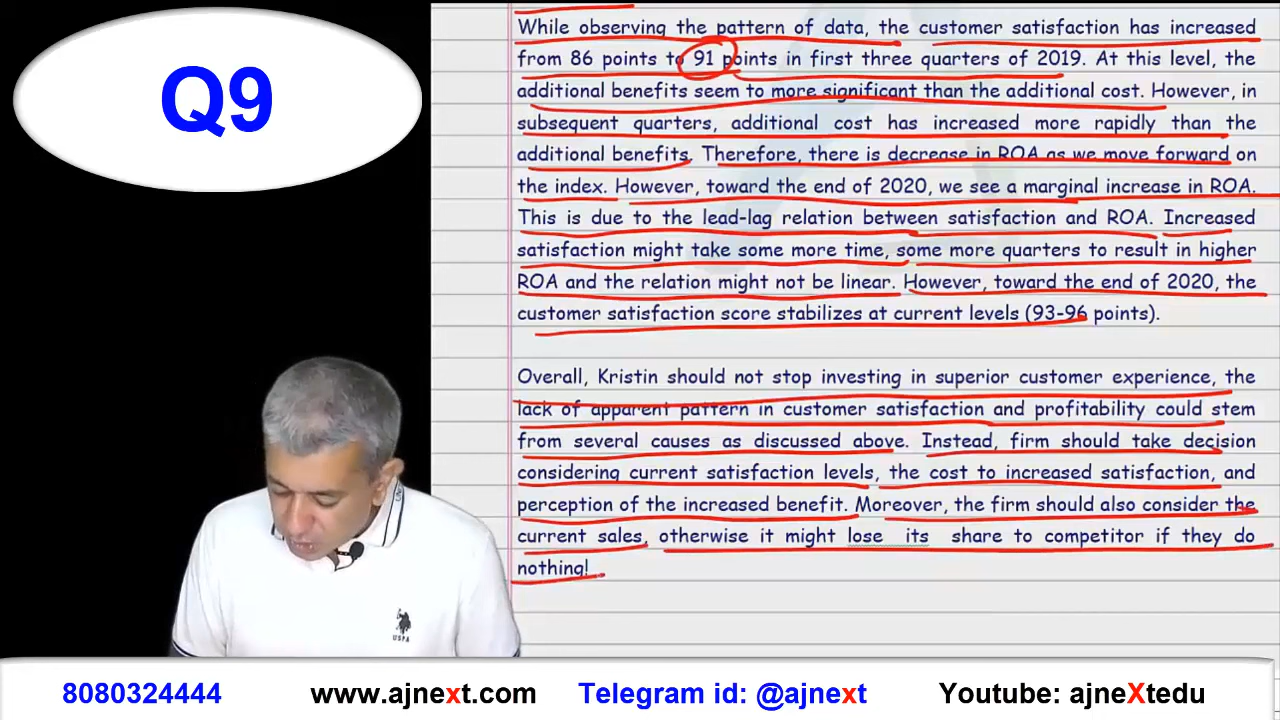 Q9
While observing the pattern of data, the customer satisfaction has increased
from 86 points to 91 points in first three quarters of 2019. At this level, the
additional benefits seem to more significant than the additional cost. However, in
subsequent quarters, additional cost has increased more rapidly than the
additional benefits. Therefore, there is decrease in ROA as we move forward on
the index. However, toward the end of 2020, we see a marginal increase in ROA.
This is due to the lead-lag relation between satisfaction and ROA. Increased
satisfaction might take some more time, some more quarters to result in higher
ROA and the relation might not be linear. However, toward the end of 2020, the
customer satisfaction score stabilizes at current levels (93-96 points).
Overall, Kristin should not stop investing in superior customer experience, the
lack of apparent pattern in customer satisfaction and profitability could stem
from several causes as discussed above. Instead, firm should take decision
considering current satisfaction levels, the cost to increased satisfaction, and
perception of the increased benefit. Moreover, the firm should also consider the
current sales, otherwise it might lose its share to competitor if they do
nothing!
USPA
8080324444 www.ajnext.com Telegram id: @ajnext Youtube: ajneXtedu